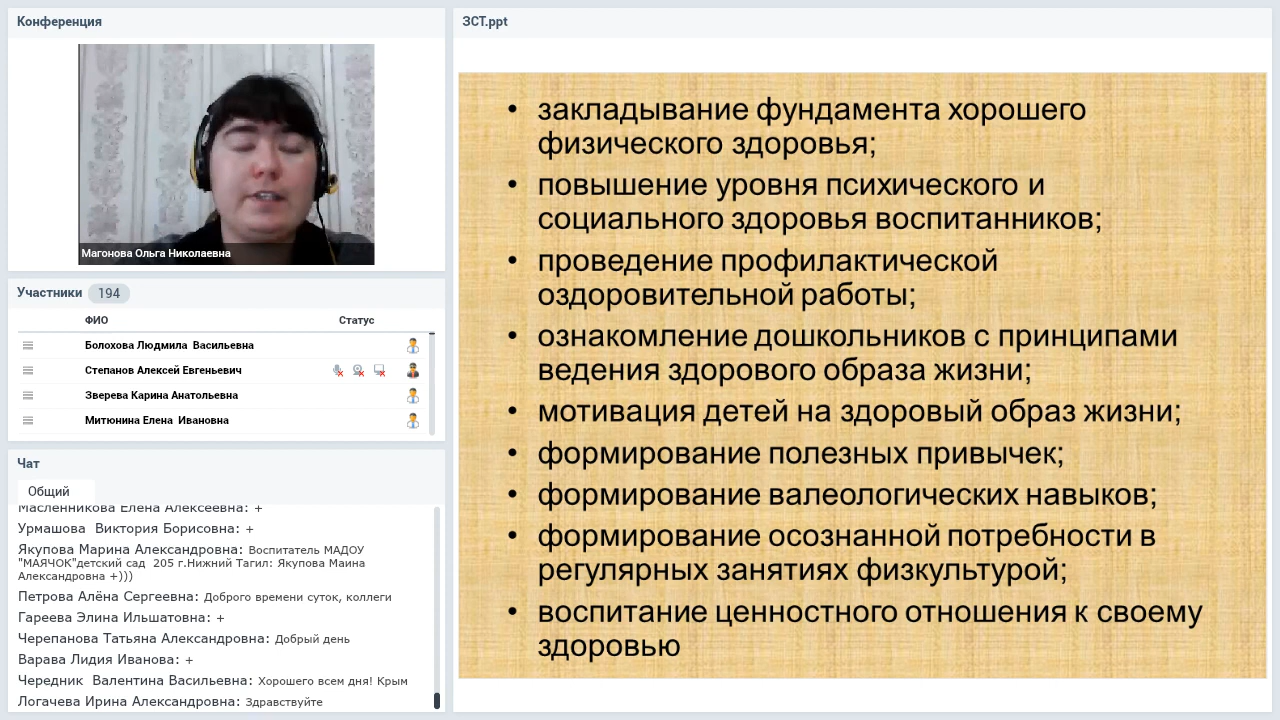 Конференция
Магонова Ольга Николаевна
Участники 194
ФИО Статус
Болохова Людмила Васильевна
Степанов Алексей Евгеньевич
Зверева Карина Анатольевна
Митюнина Елена Ивановна
Чат
Общий
Масленникова Елена Алексеевна: +
Урмашова Виктория Борисовна: +
Якупова Марина Александровна: Воспитатель МАДОУ
"МАЯЧОК"детский сад 205 г.Нижний Тагил: Якупова Маина
Александровна +)))
Петрова Алёна Сергеевна: Доброго времени суток, коллеги
Гареева Элина Ильшатовна: +
Черепанова Татьяна Александровна: Добрый день
Варава Лидия Иванова: +
Чередник Валентина Васильевна: Хорошего всем дня! Крым
Логачева Ирина Александровна: Здравствуйте
ЗСТ.ppt
• закладывание фундамента хорошего
физического здоровья;
• повышение уровня психического и
социального здоровья воспитанников;
• проведение профилактической
оздоровительной работы;
• ознакомление дошкольников с принципами
ведения здорового образа жизни;
• мотивация детей на здоровый образ жизни;
• формирование полезных привычек;
• формирование валеологических навыков;
• формирование осознанной потребности в
регулярных занятиях физкультурой;
• воспитание ценностного отношения к своему
здоровью